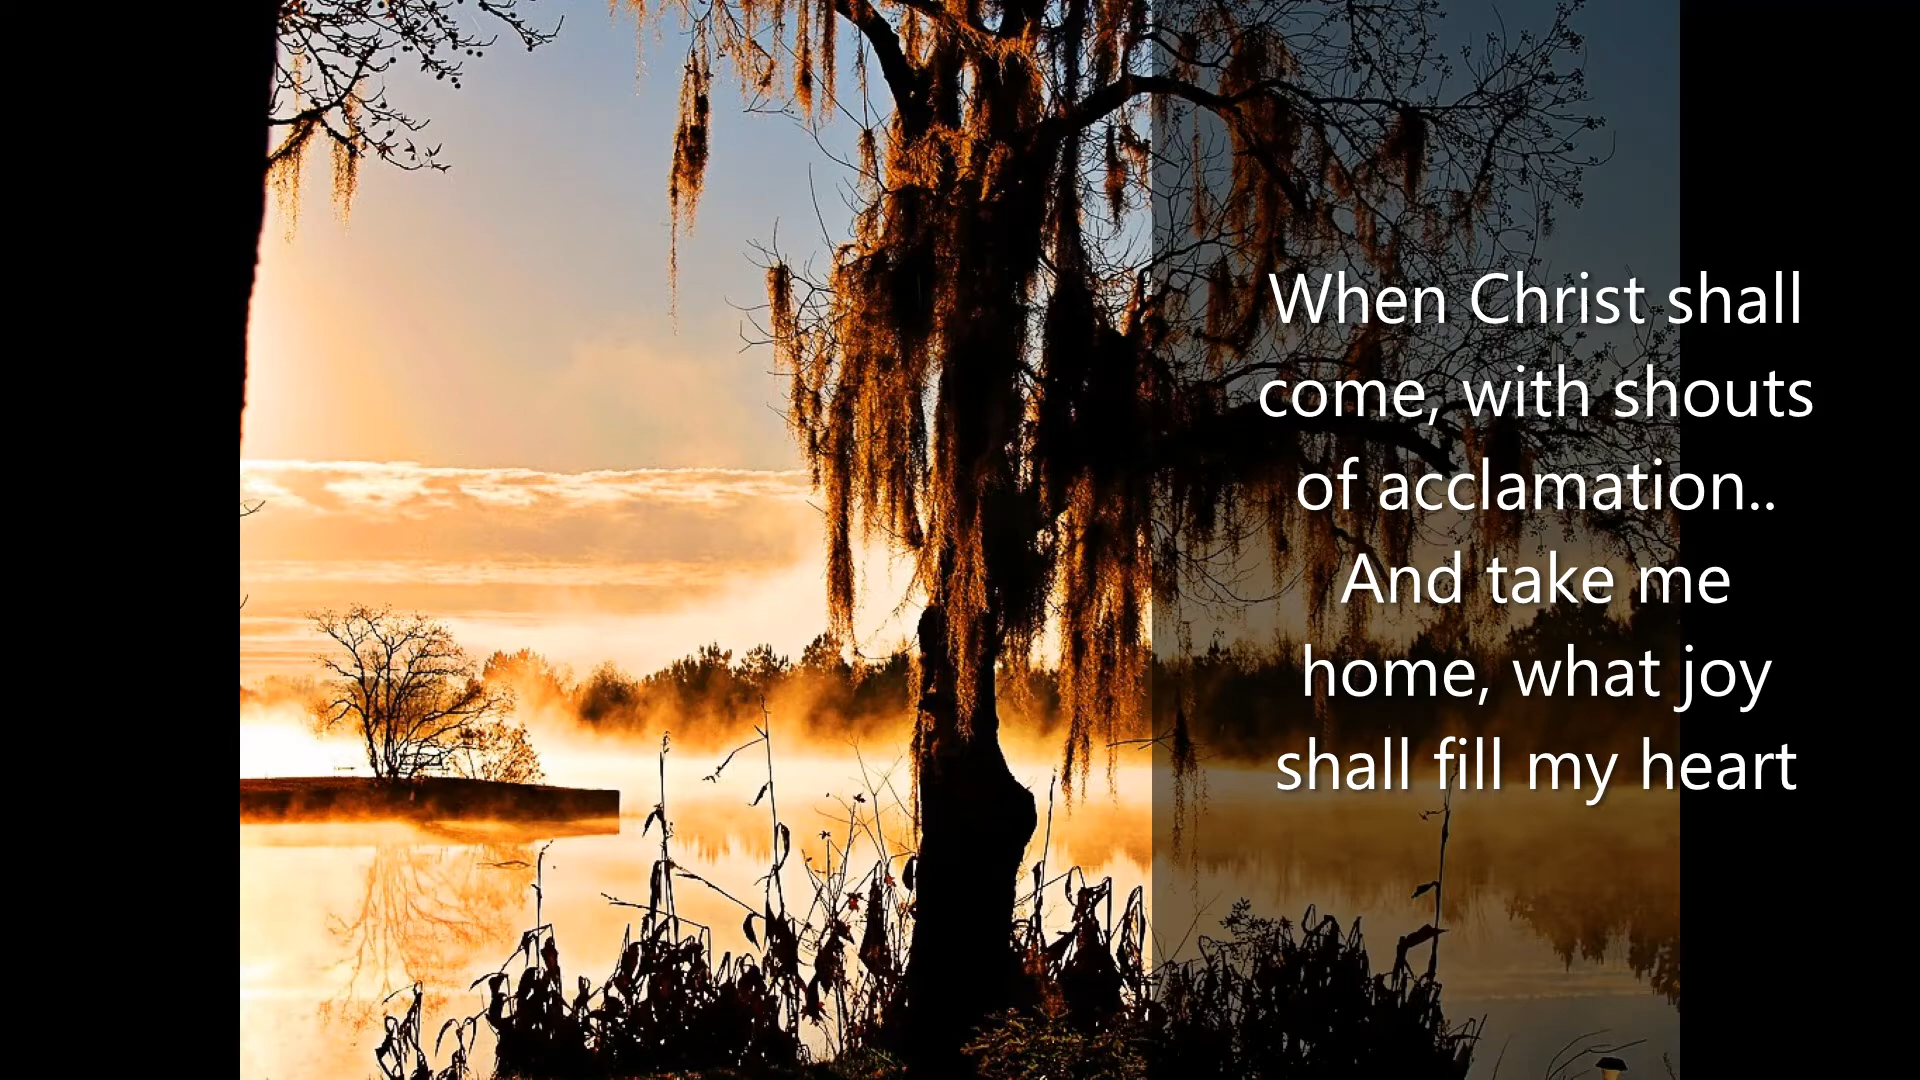 When Christ shall
come, with shouts
of acclamation..
And take me
home, what joy
shall fill my heart